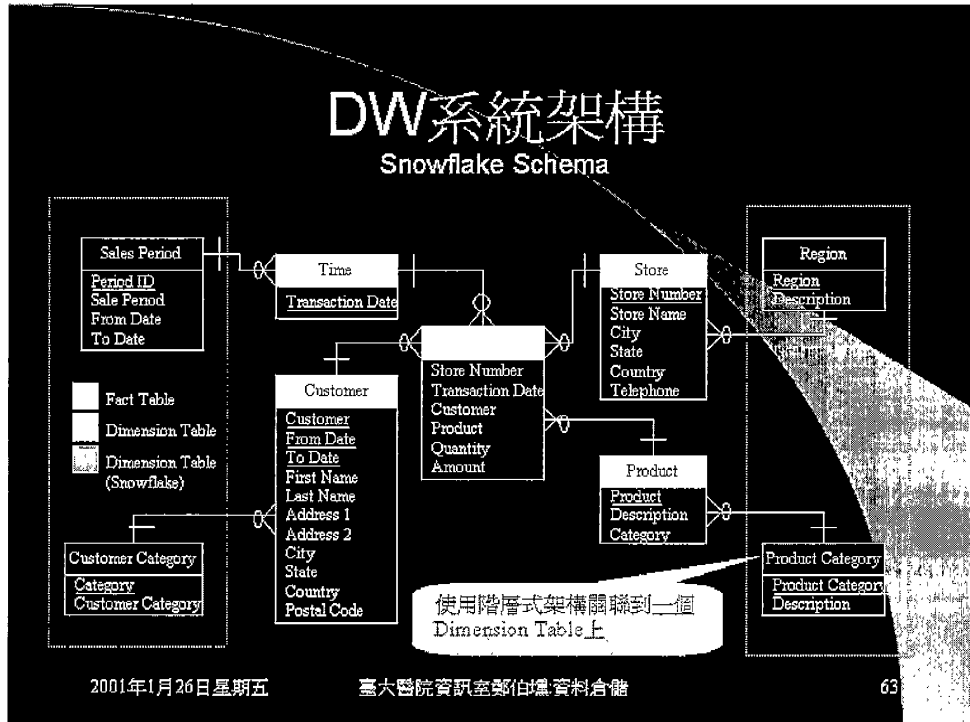 DW系統架構
Snowflake Schema
Sales Period
Period ID
Sale Period
From Date
To Date
Time
Transaction Date
Store
Store Number
Store Name
City
State
Country
Telephone
Region
Region
Description
Store Number
Transaction Date
Customer
Product
Quantity
Amount
Customer
Customer
From Date
To Date
First Name
Last Name
Address 1
Address 2
City
State
Country
Postal Code
Fact Table
Dimension Table
Dimension Table
(Snowflake)
Product
Product
Description
Category
Customer Category
Category
Customer Category
Product Category
Product Category
Description
使用階層式架構關聯到一個
Dimension Table上
2001年1月26日星期五
臺大醫院資訊室鄭伯壎:資料倉儲
63